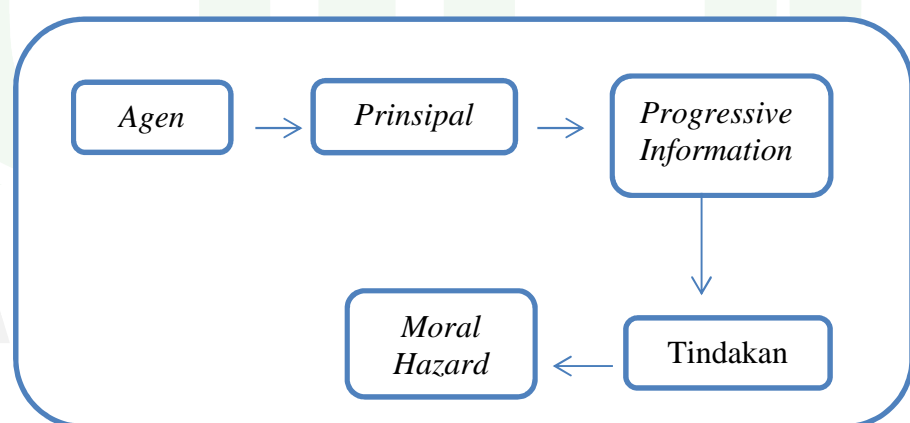 Agen
Prinsipal
Progressive
Information
Tindakan
Moral
Hazard